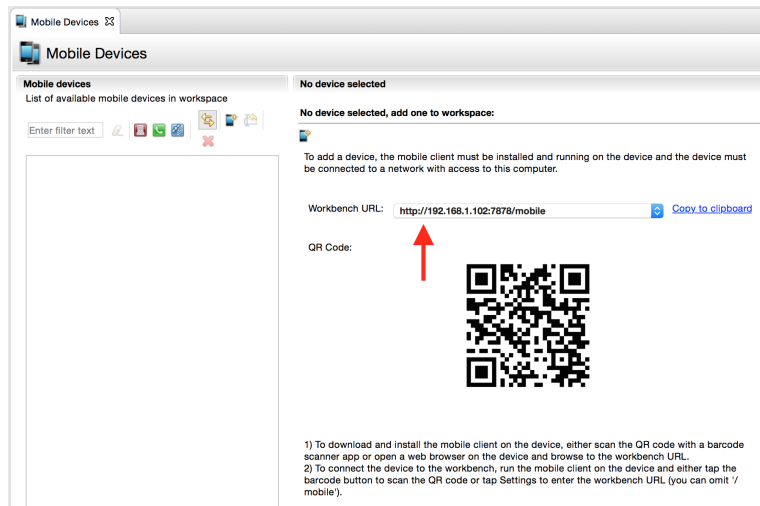 Mobile Devices
Mobile Devices
Mobile devices
List of available mobile devices in workspace
Enter filter text
No device selected
No device selected, add one to workspace:
To add a device, the mobile client must be installed and running on the device and the device must
be connected to a network with access to this computer.
Workbench URL: http://192.168.1.102:7878/mobile Copy to clipboard
QR Code:
1) To download and install the mobile client on the device, either scan the QR code with a barcode
scanner app or open a web browser on the device and browse to the workbench URL.
2) To connect the device to the workbench, run the mobile client on the device and either tap the
barcode button to scan the QR code or tap Settings to enter the workbench URL (you can omit '/
mobile').